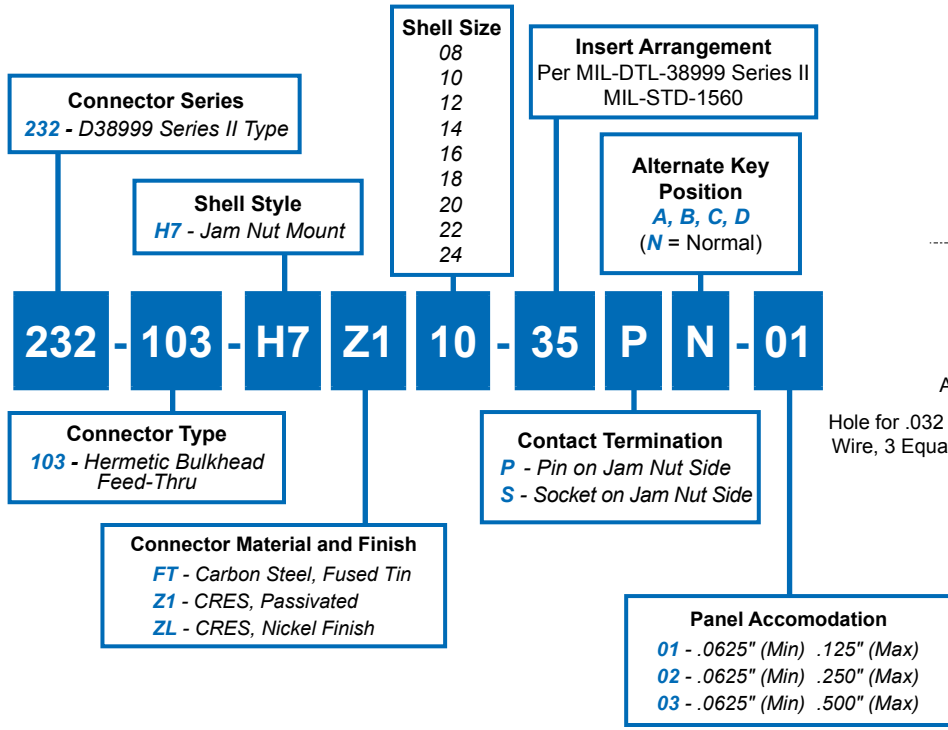 Connector Series
232 - D38999 Series II Type
Shell Style
H7 - Jam Nut Mount
Shell Size
08
10
12
14
16
18
20
22
24
Insert Arrangement
Per MIL-DTL-38999 Series II
MIL-STD-1560
Alternate Key
Position
A, B, C, D
(N = Normal)
232 - 103 - H7 Z1 10 - 35 P N - 01
Connector Type
103 - Hermetic Bulkhead
Feed-Thru
Connector Material and Finish
FT - Carbon Steel, Fused Tin
Z1 - CRES, Passivated
ZL - CRES, Nickel Finish
Contact Termination
P - Pin on Jam Nut Side
S - Socket on Jam Nut Side
Panel Accomodation
01 - .0625" (Min) .125" (Max)
02 - .0625" (Min) .250" (Max)
03 - .0625" (Min) .500" (Max)
A
Hole for .032
Wire, 3 Equa